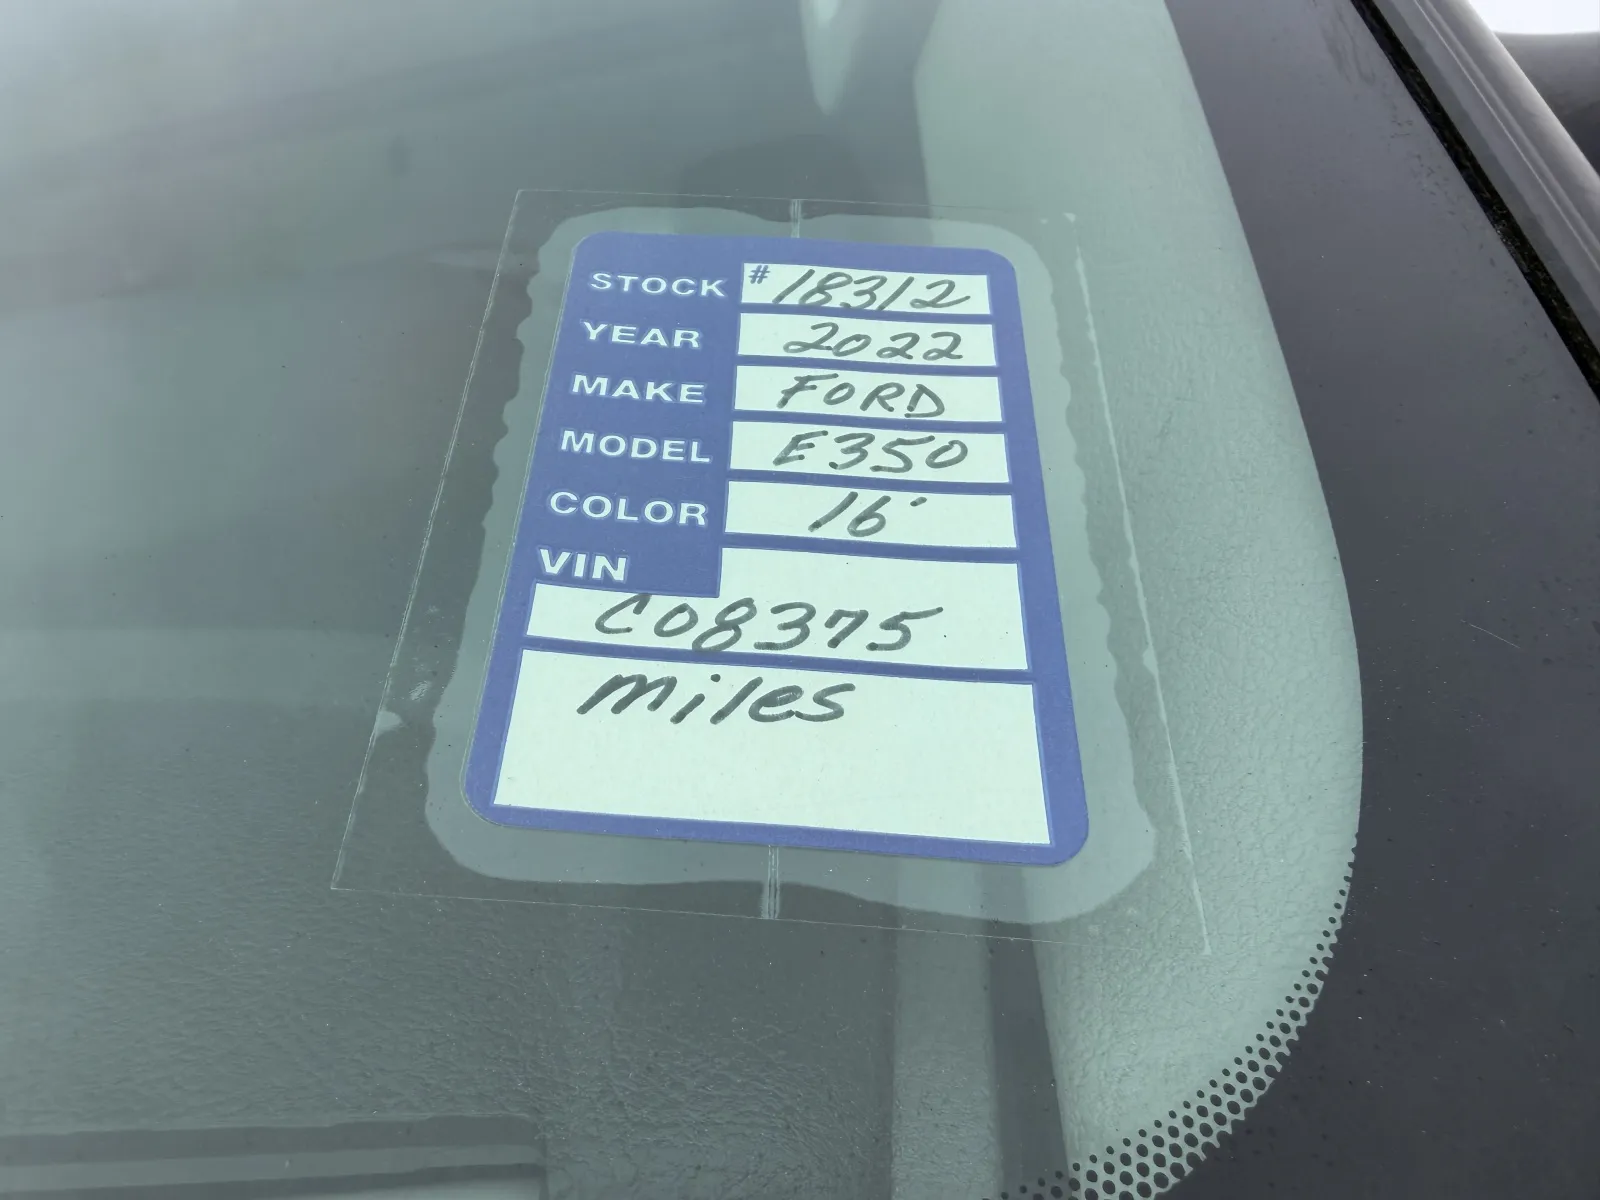 STOCK #18312
YEAR 2022
MAKE FORD
MODEL E350
COLOR 16'
VIN
C08375
miles